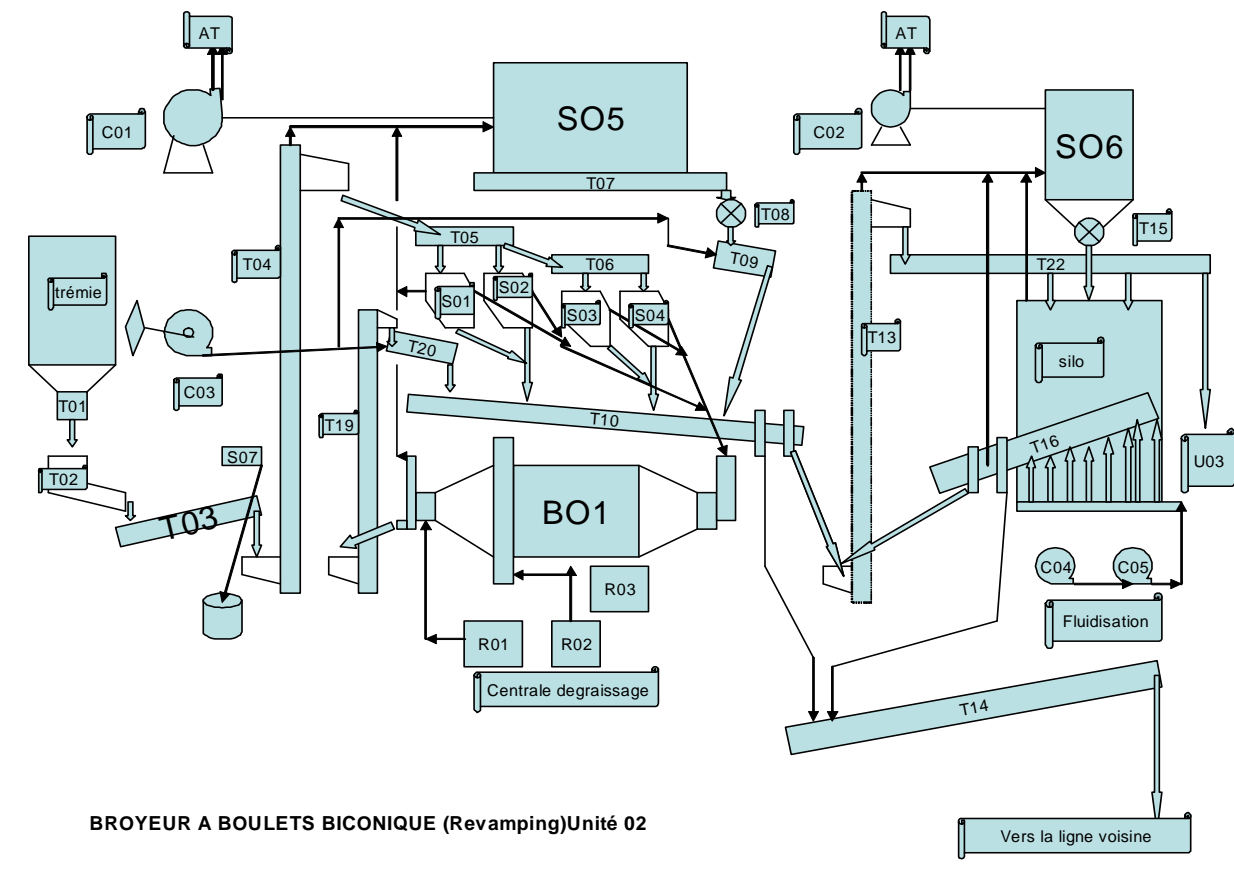 AT
AT
C01
SO5
C02
SO6
T07
T08
T15
T04
T05
T06
T09
T22
trémie
S01
S02
S03
S04
T13
silo
T20
C03
T01
T19
T10
T16
U03
S07
T02
T03
BO1
C04
C05
R03
Fluidisation
R01
R02
Centrale degraissage
T14
BROYEUR A BOULETS BICONIQUE (Revamping)Unité 02
Vers la ligne voisine